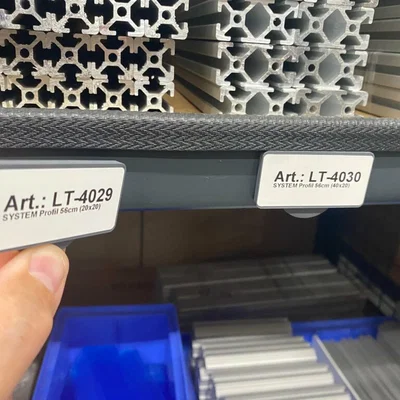 Art.: LT-4029
SYSTEM Profil 56cm (20x20)
Art.: LT-4030
SYSTEM Profil 56cm (40x20)